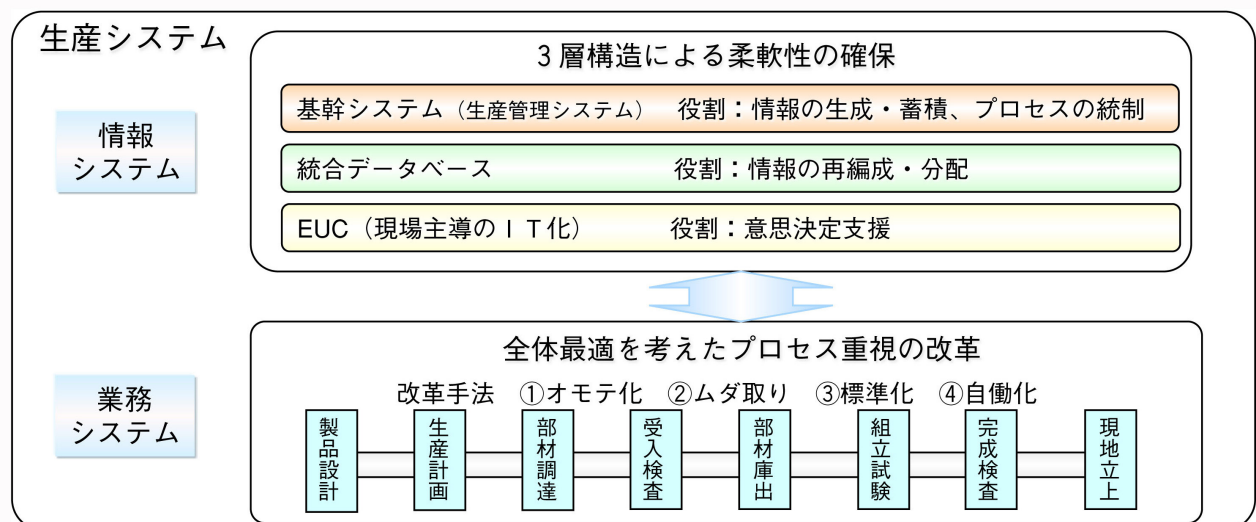 生産システム
3層構造による柔軟性の確保
情報
システム
基幹システム（生産管理システム） 役割：情報の生成・蓄積、プロセスの統制
統合データベース 役割：情報の再編成・分配
EUC（現場主導のＩＴ化） 役割：意思決定支援
全体最適を考えたプロセス重視の改革
業務
システム
改革手法 ①オモテ化 ②ムダ取り ③標準化 ④自働化
製品設計
生産計画
部材調達
受入検査
部材庫出
組立試験
完成検査
現地立上